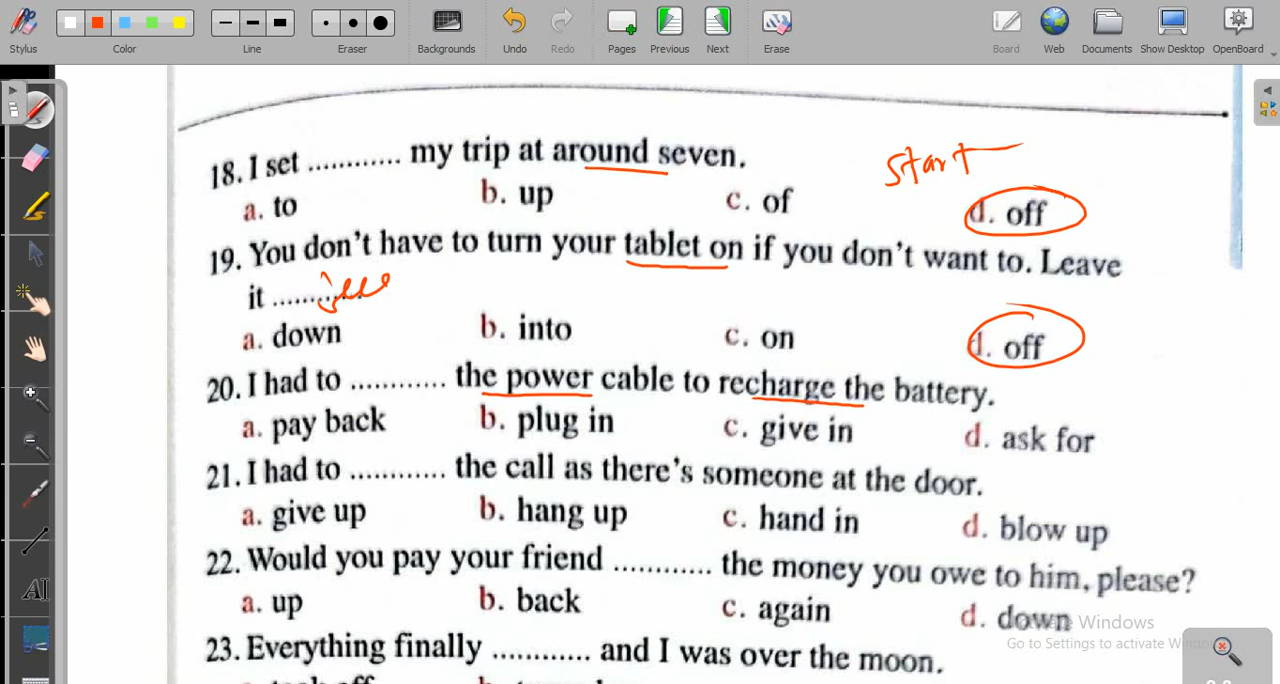 Stylus Color Line Eraser Backgrounds Undo Redo Pages Previous Next Erase Board Web Documents Show Desktop OpenBoard
18. I set ............ my trip at around seven.
start
a. to b. up c. of d. off
19. You don't have to turn your tablet on if you don't want to. Leave
it ............
a. down b. into c. on d. off
20. I had to ............ the power cable to recharge the battery.
a. pay back b. plug in c. give in d. ask for
21. I had to ............ the call as there's someone at the door.
a. give up b. hang up c. hand in d. blow up
22. Would you pay your friend ............ the money you owe to him, please?
a. up b. back c. again d. down
Windows
Go to Settings to activate
23. Everything finally ............ and I was over the moon.
AI